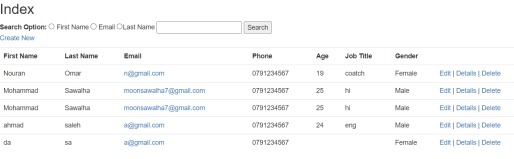 Index
Search Option: First Name Email Last Name Search
Create New
First Name Last Name Email Phone Age Job Title Gender
Nouran Omar n@gmail.com 0791234567 19 coatch Female Edit | Details | Delete
Mohammad Sawalha moonsawalha7@gmail.com 0791234567 25 hi Male Edit | Details | Delete
Mohammad Sawalha moonsawalha7@gmail.com 0791234567 25 hi Male Edit | Details | Delete
ahmad saleh a@gmail.com 0791234567 24 eng Male Edit | Details | Delete
da sa a@gmail.com 0791234567 Female Edit | Details | Delete